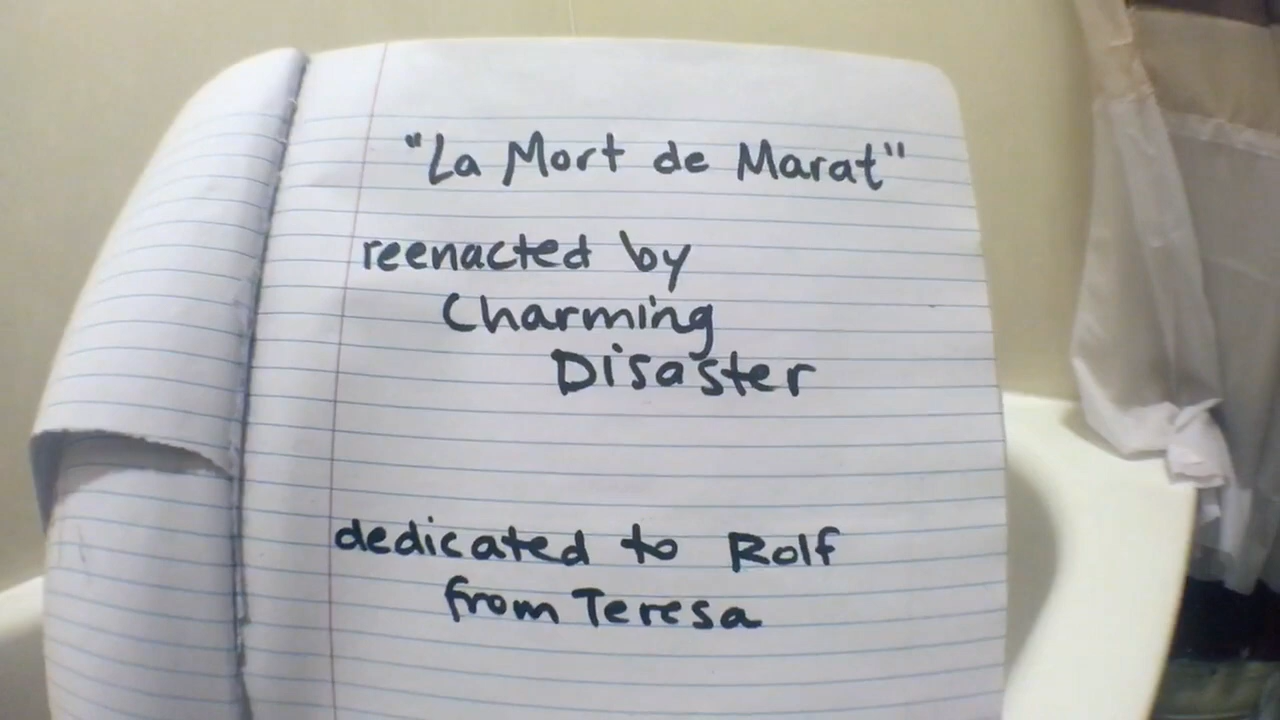 "La Mort de Marat"
reenacted by
Charming
Disaster
dedicated to Rolf
from Teresa